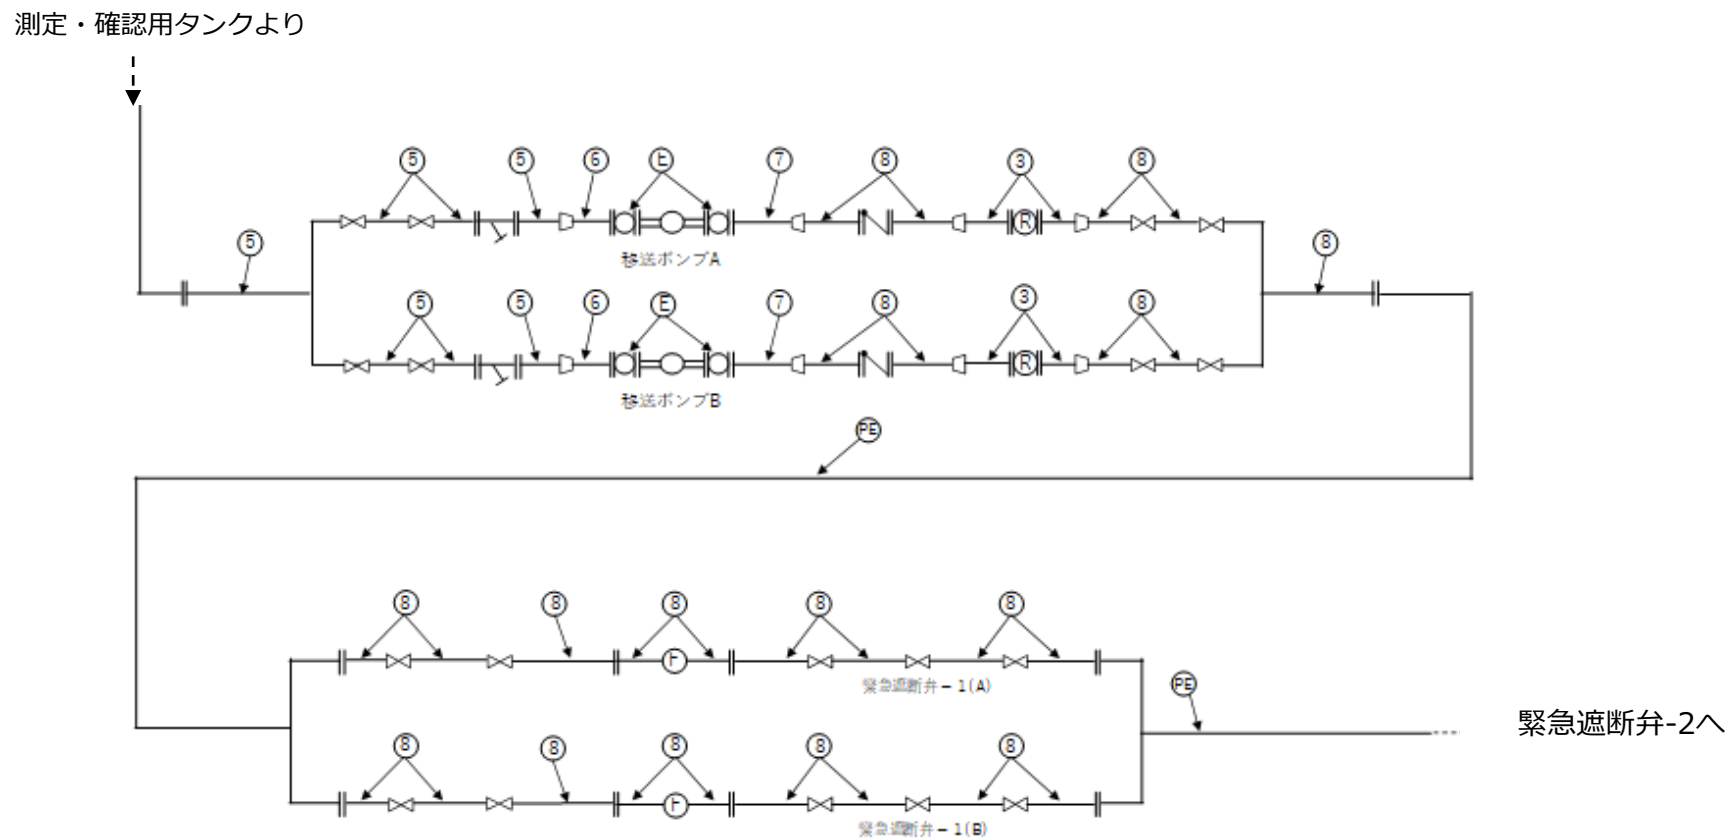 測定・確認用タンクより
⑤ ⑤ ⑥ Ⓔ ⑦ ⑧ ③ ⑧
Ⓡ
移送ポンプA
⑤ ⑧
⑤ ⑤ ⑥ Ⓔ ⑦ ⑧ ③ ⑧
Ⓡ
移送ポンプB
PE
⑧ ⑧ ⑧ ⑧ ⑧
Ⓕ
緊急遮断弁－1(A)
PE
緊急遮断弁-2へ
⑧ ⑧ ⑧ ⑧ ⑧
Ⓕ
緊急遮断弁－1(B)